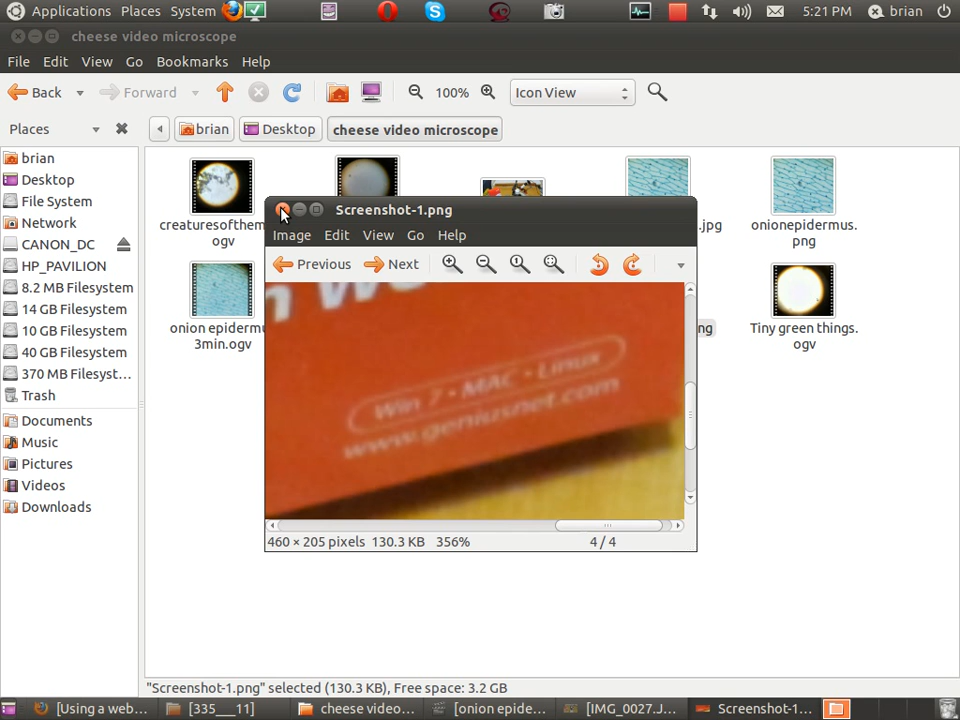 Applications Places System 5:21 PM brian
cheese video microscope
File Edit View Go Bookmarks Help
Back Forward 100% Icon View
Places brian Desktop cheese video microscope
brian
Desktop
File System
Network
CANON_DC
HP_PAVILION
8.2 MB Filesystem
14 GB Filesystem
10 GB Filesystem
40 GB Filesystem
370 MB Filesyst...
Trash
Documents
Music
Pictures
Videos
Downloads
creaturesofthem
ogv
.jpg
onionepidermus.
png
onion epidermu
3min.ogv
ng
Tiny green things.
ogv
Screenshot-1.png
Image Edit View Go Help
Previous Next
Win 7 • MAC • Linux
www.geniusnet.com
460 × 205 pixels 130.3 KB 356% 4 / 4
"Screenshot-1.png" selected (130.3 KB), Free space: 3.2 GB
[Using a web... [335___11] cheese video... [onion epide... [IMG_0027.J... Screenshot-1...